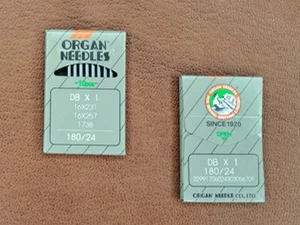 ORGAN
NEEDLES
DB X 1
16X231
16X257
1738
180/24
SINCE 1920
OPEN
DB X 1
180/24
ORGAN NEEDLE CO., LTD.